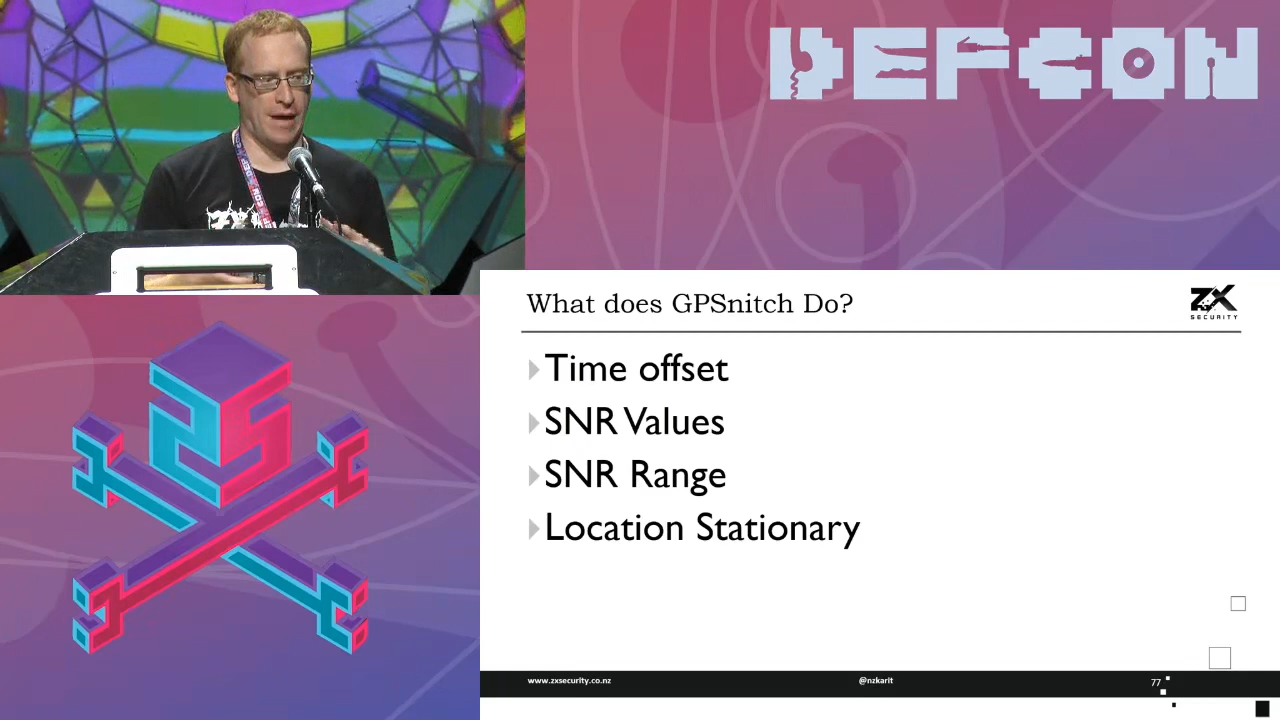 DEFCON
What does GPSnitch Do?
ZX
SECURITY
Time offset
SNR Values
SNR Range
Location Stationary
www.zxsecurity.co.nz
@nzkarit
77